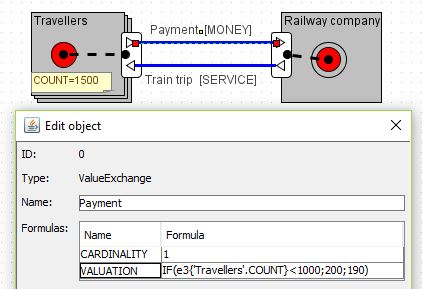 Travellers
Payment [MONEY]
Railway company
COUNT=1500
Train trip [SERVICE]
Edit object
ID: 0
Type: ValueExchange
Name: Payment
Formulas:
Name Formula
CARDINALITY 1
VALUATION IF(e3{'Travellers'.COUNT}<1000;200;190)